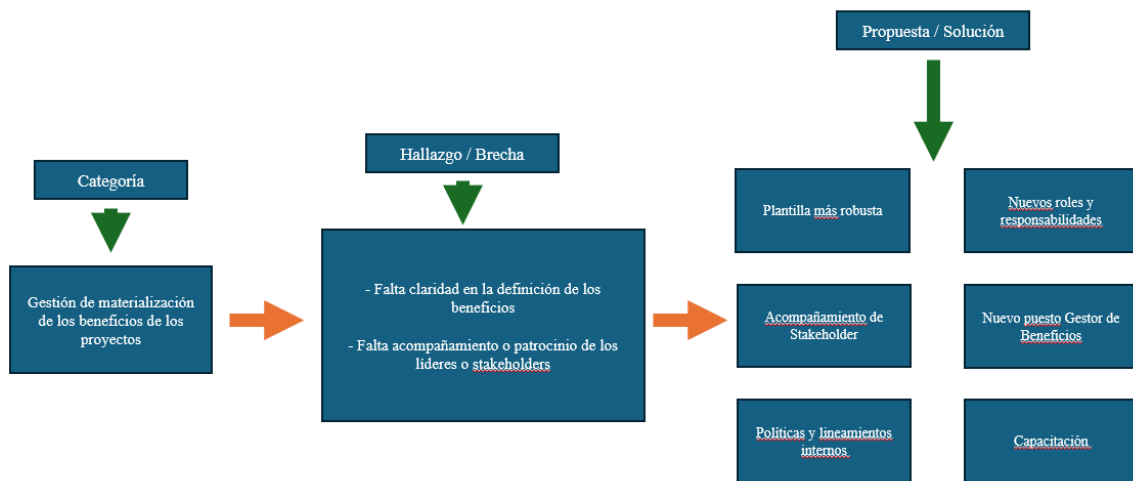 Propuesta / Solución
Categoría
Hallazgo / Brecha
Gestión de materialización
de los beneficios de los
proyectos
- Falta claridad en la definición de los
beneficios
- Falta acompañamiento o patrocinio de los
líderes o stakeholders
Plantilla más robusta
Nuevos roles y
responsabilidades
Acompañamiento de
Stakeholder
Nuevo puesto Gestor de
Beneficios
Políticas y lineamientos
internos
Capacitación